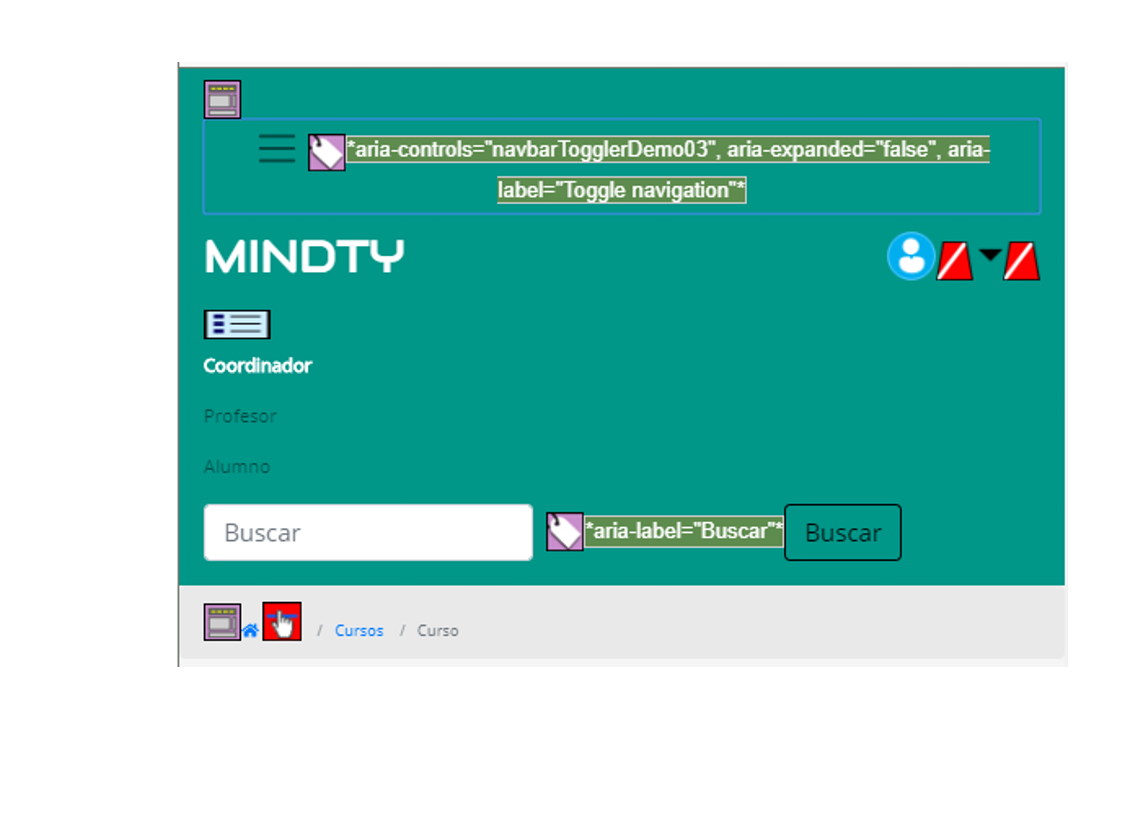 *aria-controls="navbarTogglerDemo03", aria-expanded="false", aria-
label="Toggle navigation"*
MINDTY
Coordinador
Profesor
Alumno
Buscar *aria-label="Buscar"* Buscar
/ Cursos / Curso